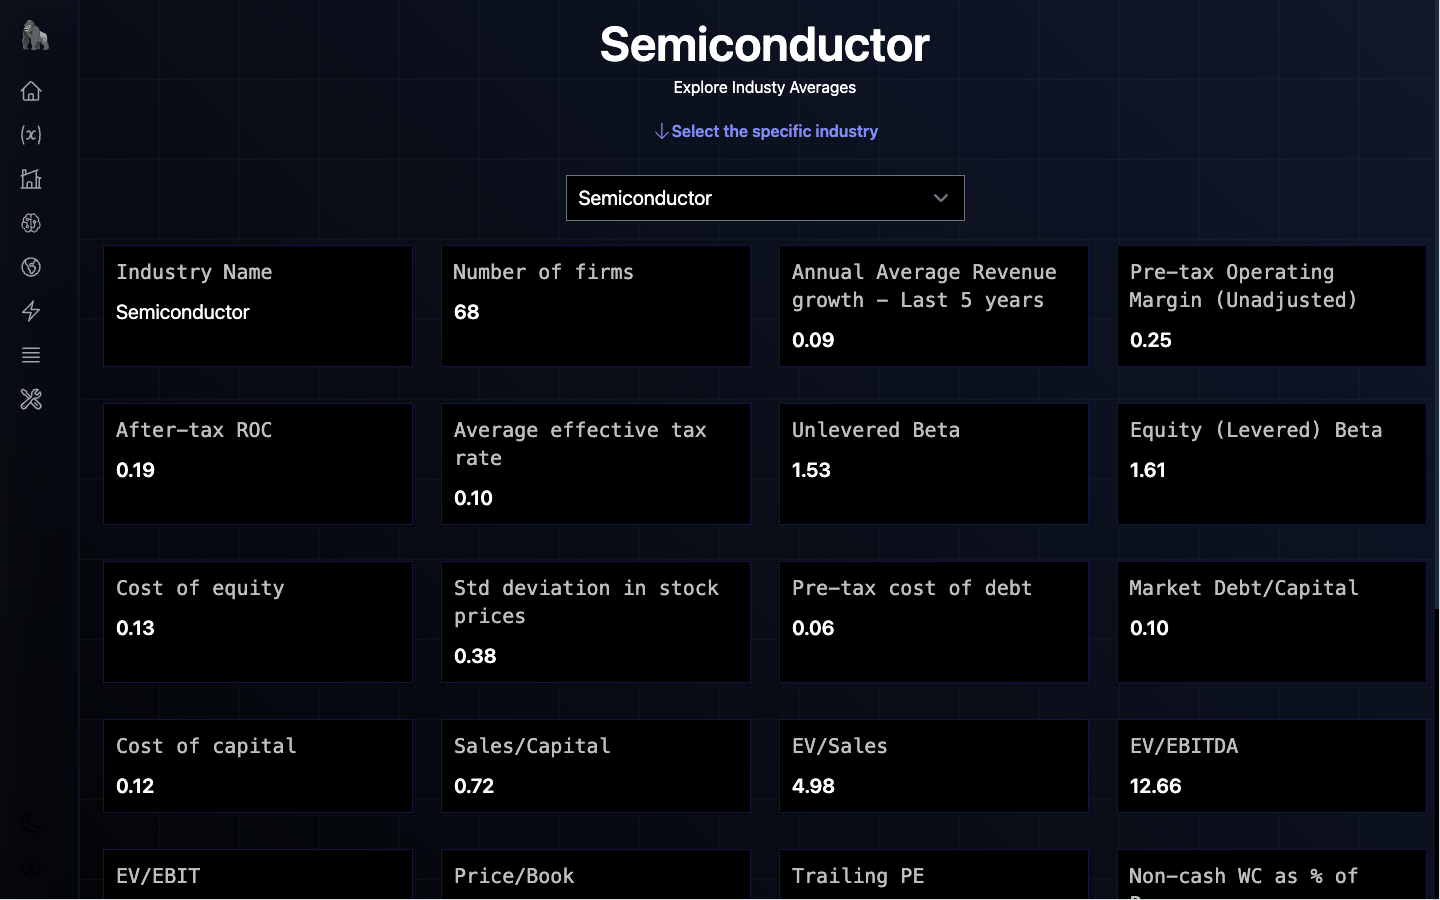 Semiconductor
Explore Industy Averages
↓Select the specific industry
Semiconductor
Industry Name
Semiconductor
Number of firms
68
Annual Average Revenue
growth - Last 5 years
0.09
Pre-tax Operating
Margin (Unadjusted)
0.25
After-tax ROC
0.19
Average effective tax
rate
0.10
Unlevered Beta
1.53
Equity (Levered) Beta
1.61
Cost of equity
0.13
Std deviation in stock
prices
0.38
Pre-tax cost of debt
0.06
Market Debt/Capital
0.10
Cost of capital
0.12
Sales/Capital
0.72
EV/Sales
4.98
EV/EBITDA
12.66
EV/EBIT
Price/Book
Trailing PE
Non-cash WC as % of